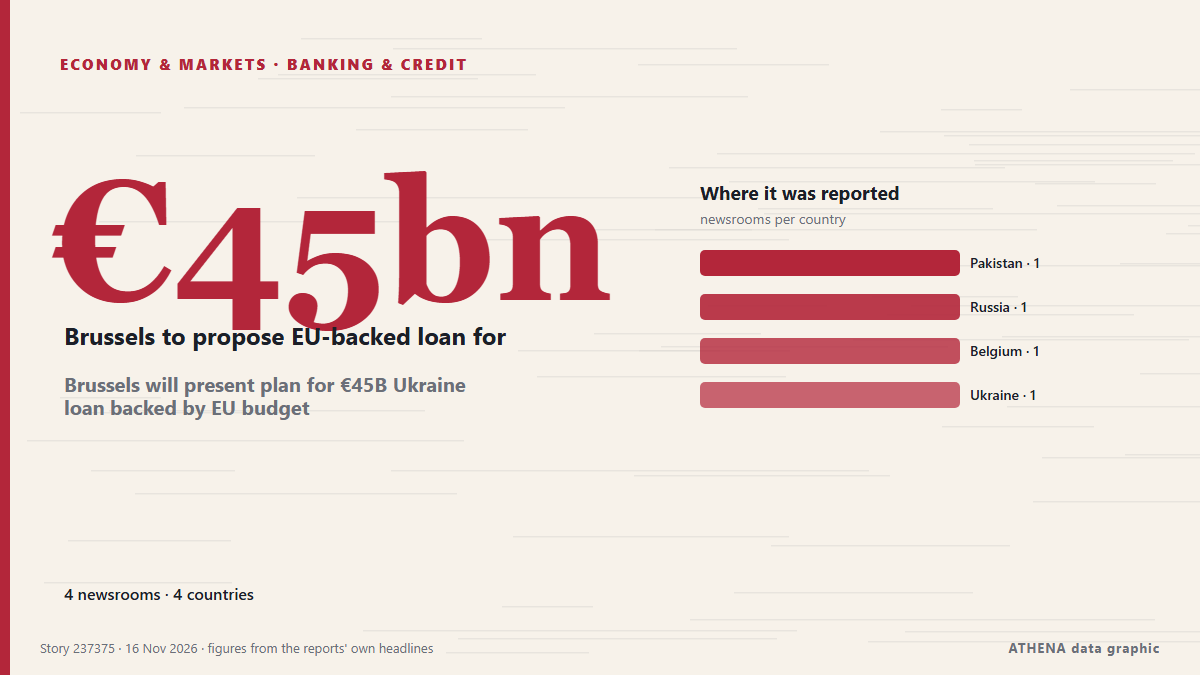 ECONOMY & MARKETS · BANKING & CREDIT
€45bn
Brussels to propose EU-backed loan for
Brussels will present plan for €45B Ukraine
loan backed by EU budget
Where it was reported
newsrooms per country
Pakistan · 1
Russia · 1
Belgium · 1
Ukraine · 1
4 newsrooms · 4 countries
Story 237375 · 16 Nov 2026 · figures from the reports' own headlines
ATHENA data graphic